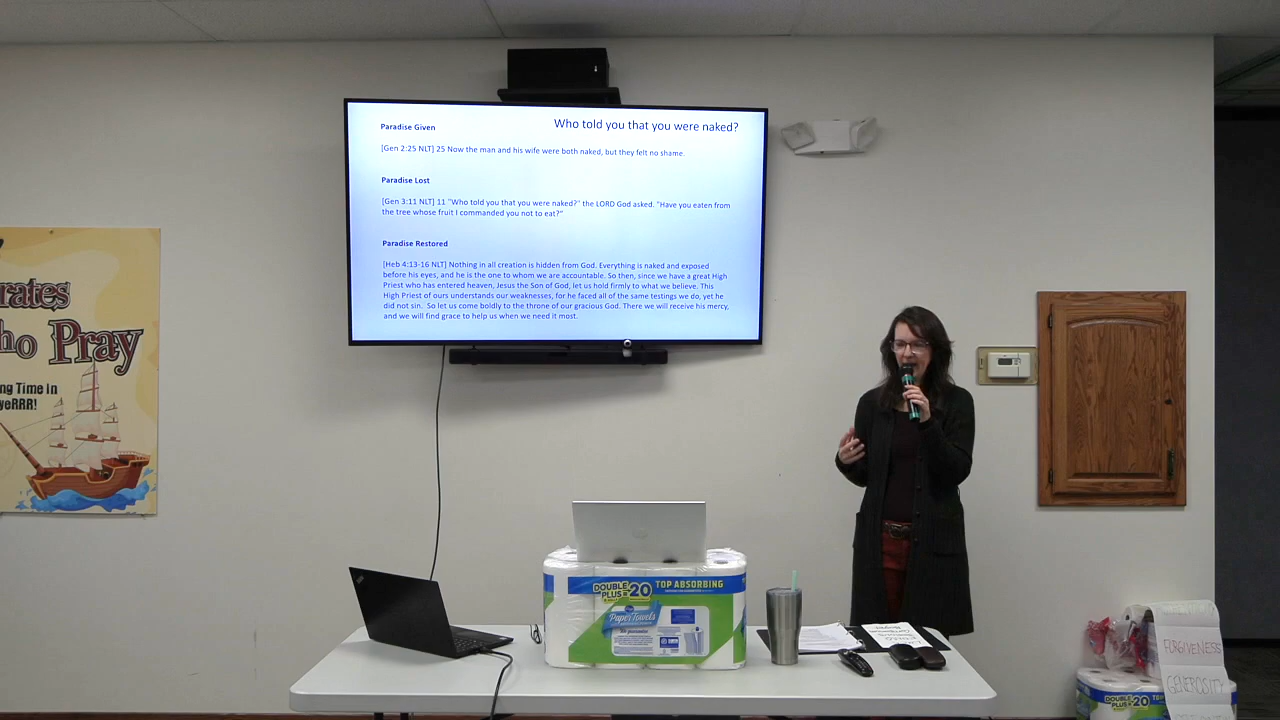 Who told you that you were naked?
Paradise Given
[Gen 2:25 NLT] 25 Now the man and his wife were both naked, but they felt no shame.
Paradise Lost
[Gen 3:11 NLT] 11 "Who told you that you were naked?" the LORD God asked. "Have you eaten from
the tree whose fruit I commanded you not to eat?"
Paradise Restored
[Heb 4:13-16 NLT] Nothing in all creation is hidden from God. Everything is naked and exposed
before his eyes, and he is the one to whom we are accountable. So then, since we have a great High
Priest who has entered heaven, Jesus the Son of God, let us hold firmly to what we believe. This
High Priest of ours understands our weaknesses, for he faced all of the same testings we do, yet he
did not sin. So let us come boldly to the throne of our gracious God. There we will receive his mercy,
and we will find grace to help us when we need it most.
rates
ho Pray
ng Time In
yeRRR!
DOUBLE PLUS = 20
TOP ABSORBING
Paper Towels
FORGIVENESS
GENEROSITY
DOUBLE PLUS = 20
TOP